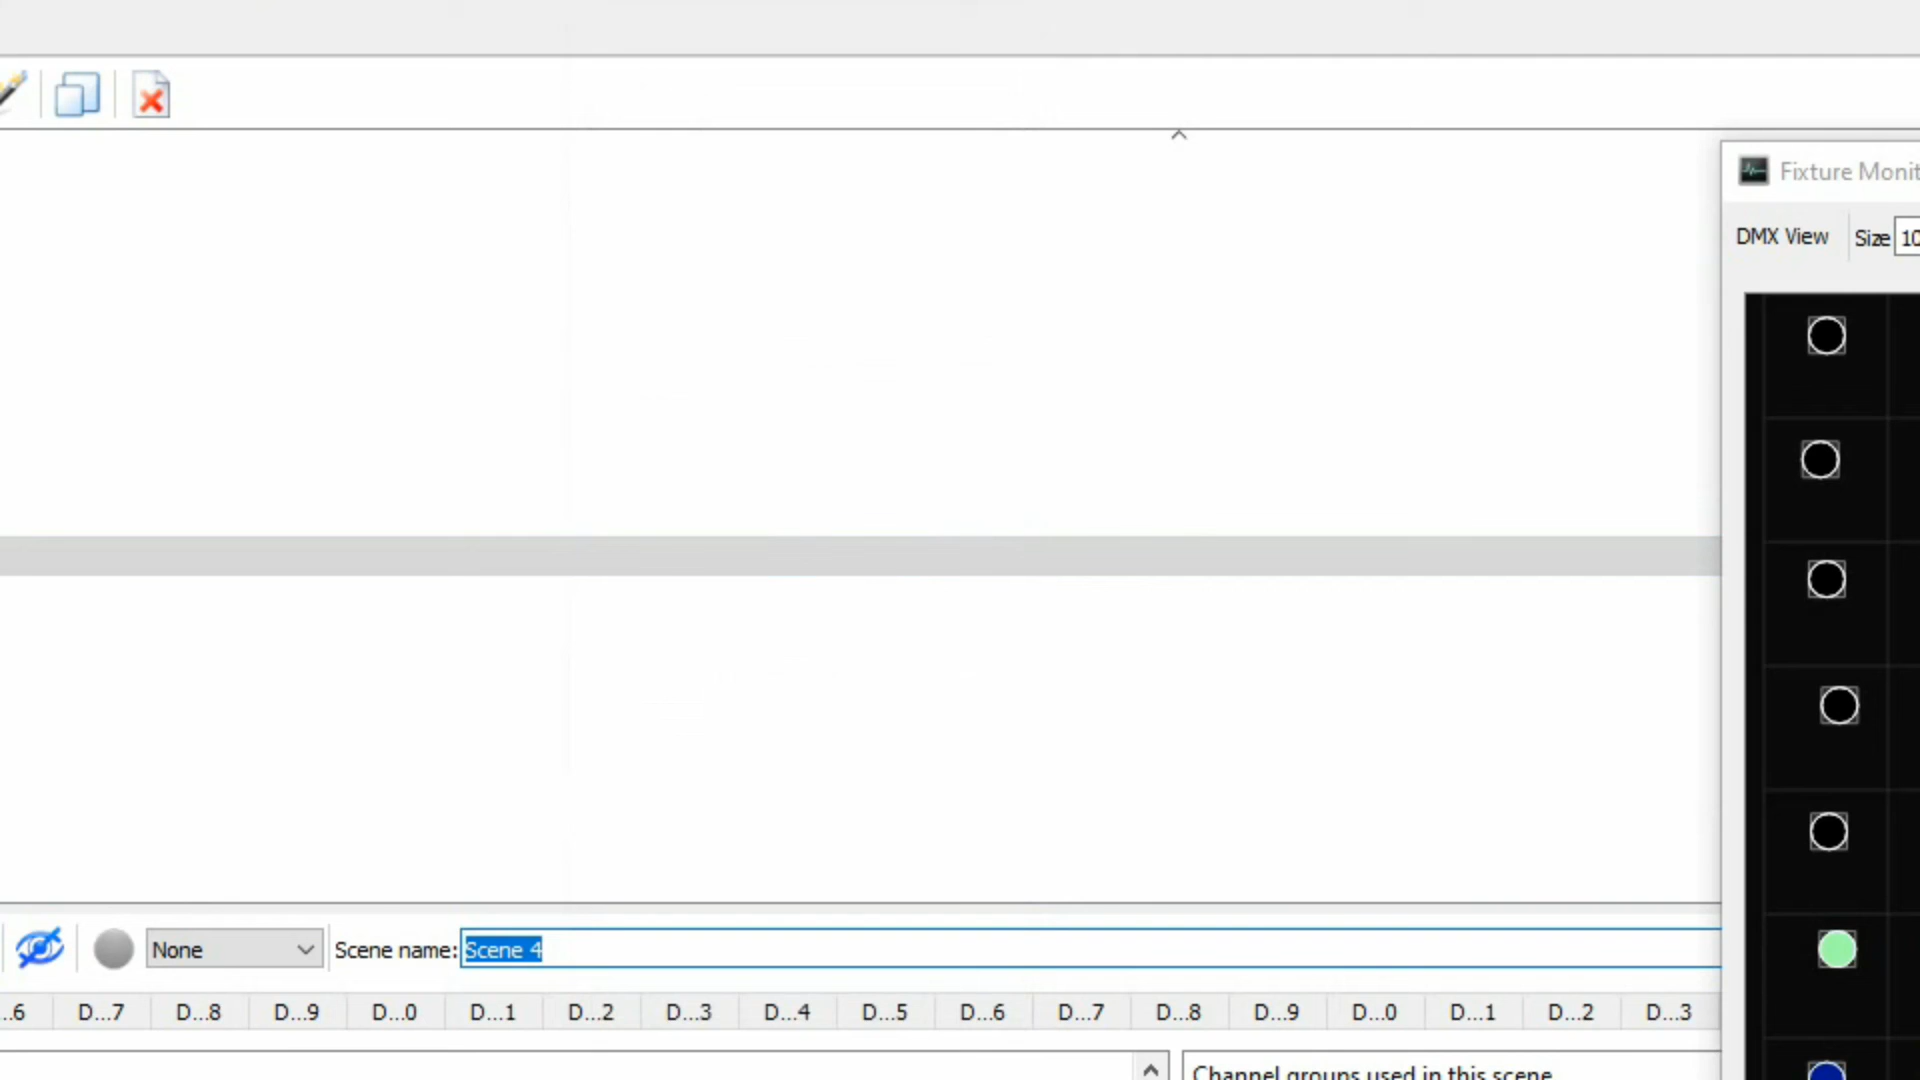 Fixture Monit
DMX View Size 10
None Scene name: Scene 4
...6 D...7 D...8 D...9 D...0 D...1 D...2 D...3 D...4 D...5 D...6 D...7 D...8 D...9 D...0 D...1 D...2 D...3
Channel groups used in this scene